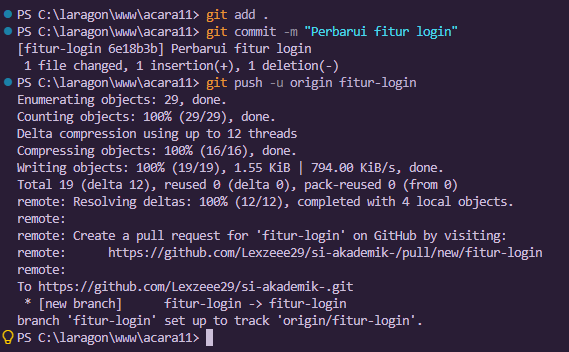 PS C:\laragon\www\acara11> git add .
PS C:\laragon\www\acara11> git commit -m "Perbarui fitur login"
[fitur-login 6e18b3b] Perbarui fitur login
 1 file changed, 1 insertion(+), 1 deletion(-)
PS C:\laragon\www\acara11> git push -u origin fitur-login
Enumerating objects: 29, done.
Counting objects: 100% (29/29), done.
Delta compression using up to 12 threads
Compressing objects: 100% (16/16), done.
Writing objects: 100% (19/19), 1.55 KiB | 794.00 KiB/s, done.
Total 19 (delta 12), reused 0 (delta 0), pack-reused 0 (from 0)
remote: Resolving deltas: 100% (12/12), completed with 4 local objects.
remote:
remote: Create a pull request for 'fitur-login' on GitHub by visiting:
remote:      https://github.com/Lexzeee29/si-akademik-/pull/new/fitur-login
remote:
To https://github.com/Lexzeee29/si-akademik-.git
 * [new branch]      fitur-login -> fitur-login
branch 'fitur-login' set up to track 'origin/fitur-login'.
PS C:\laragon\www\acara11>